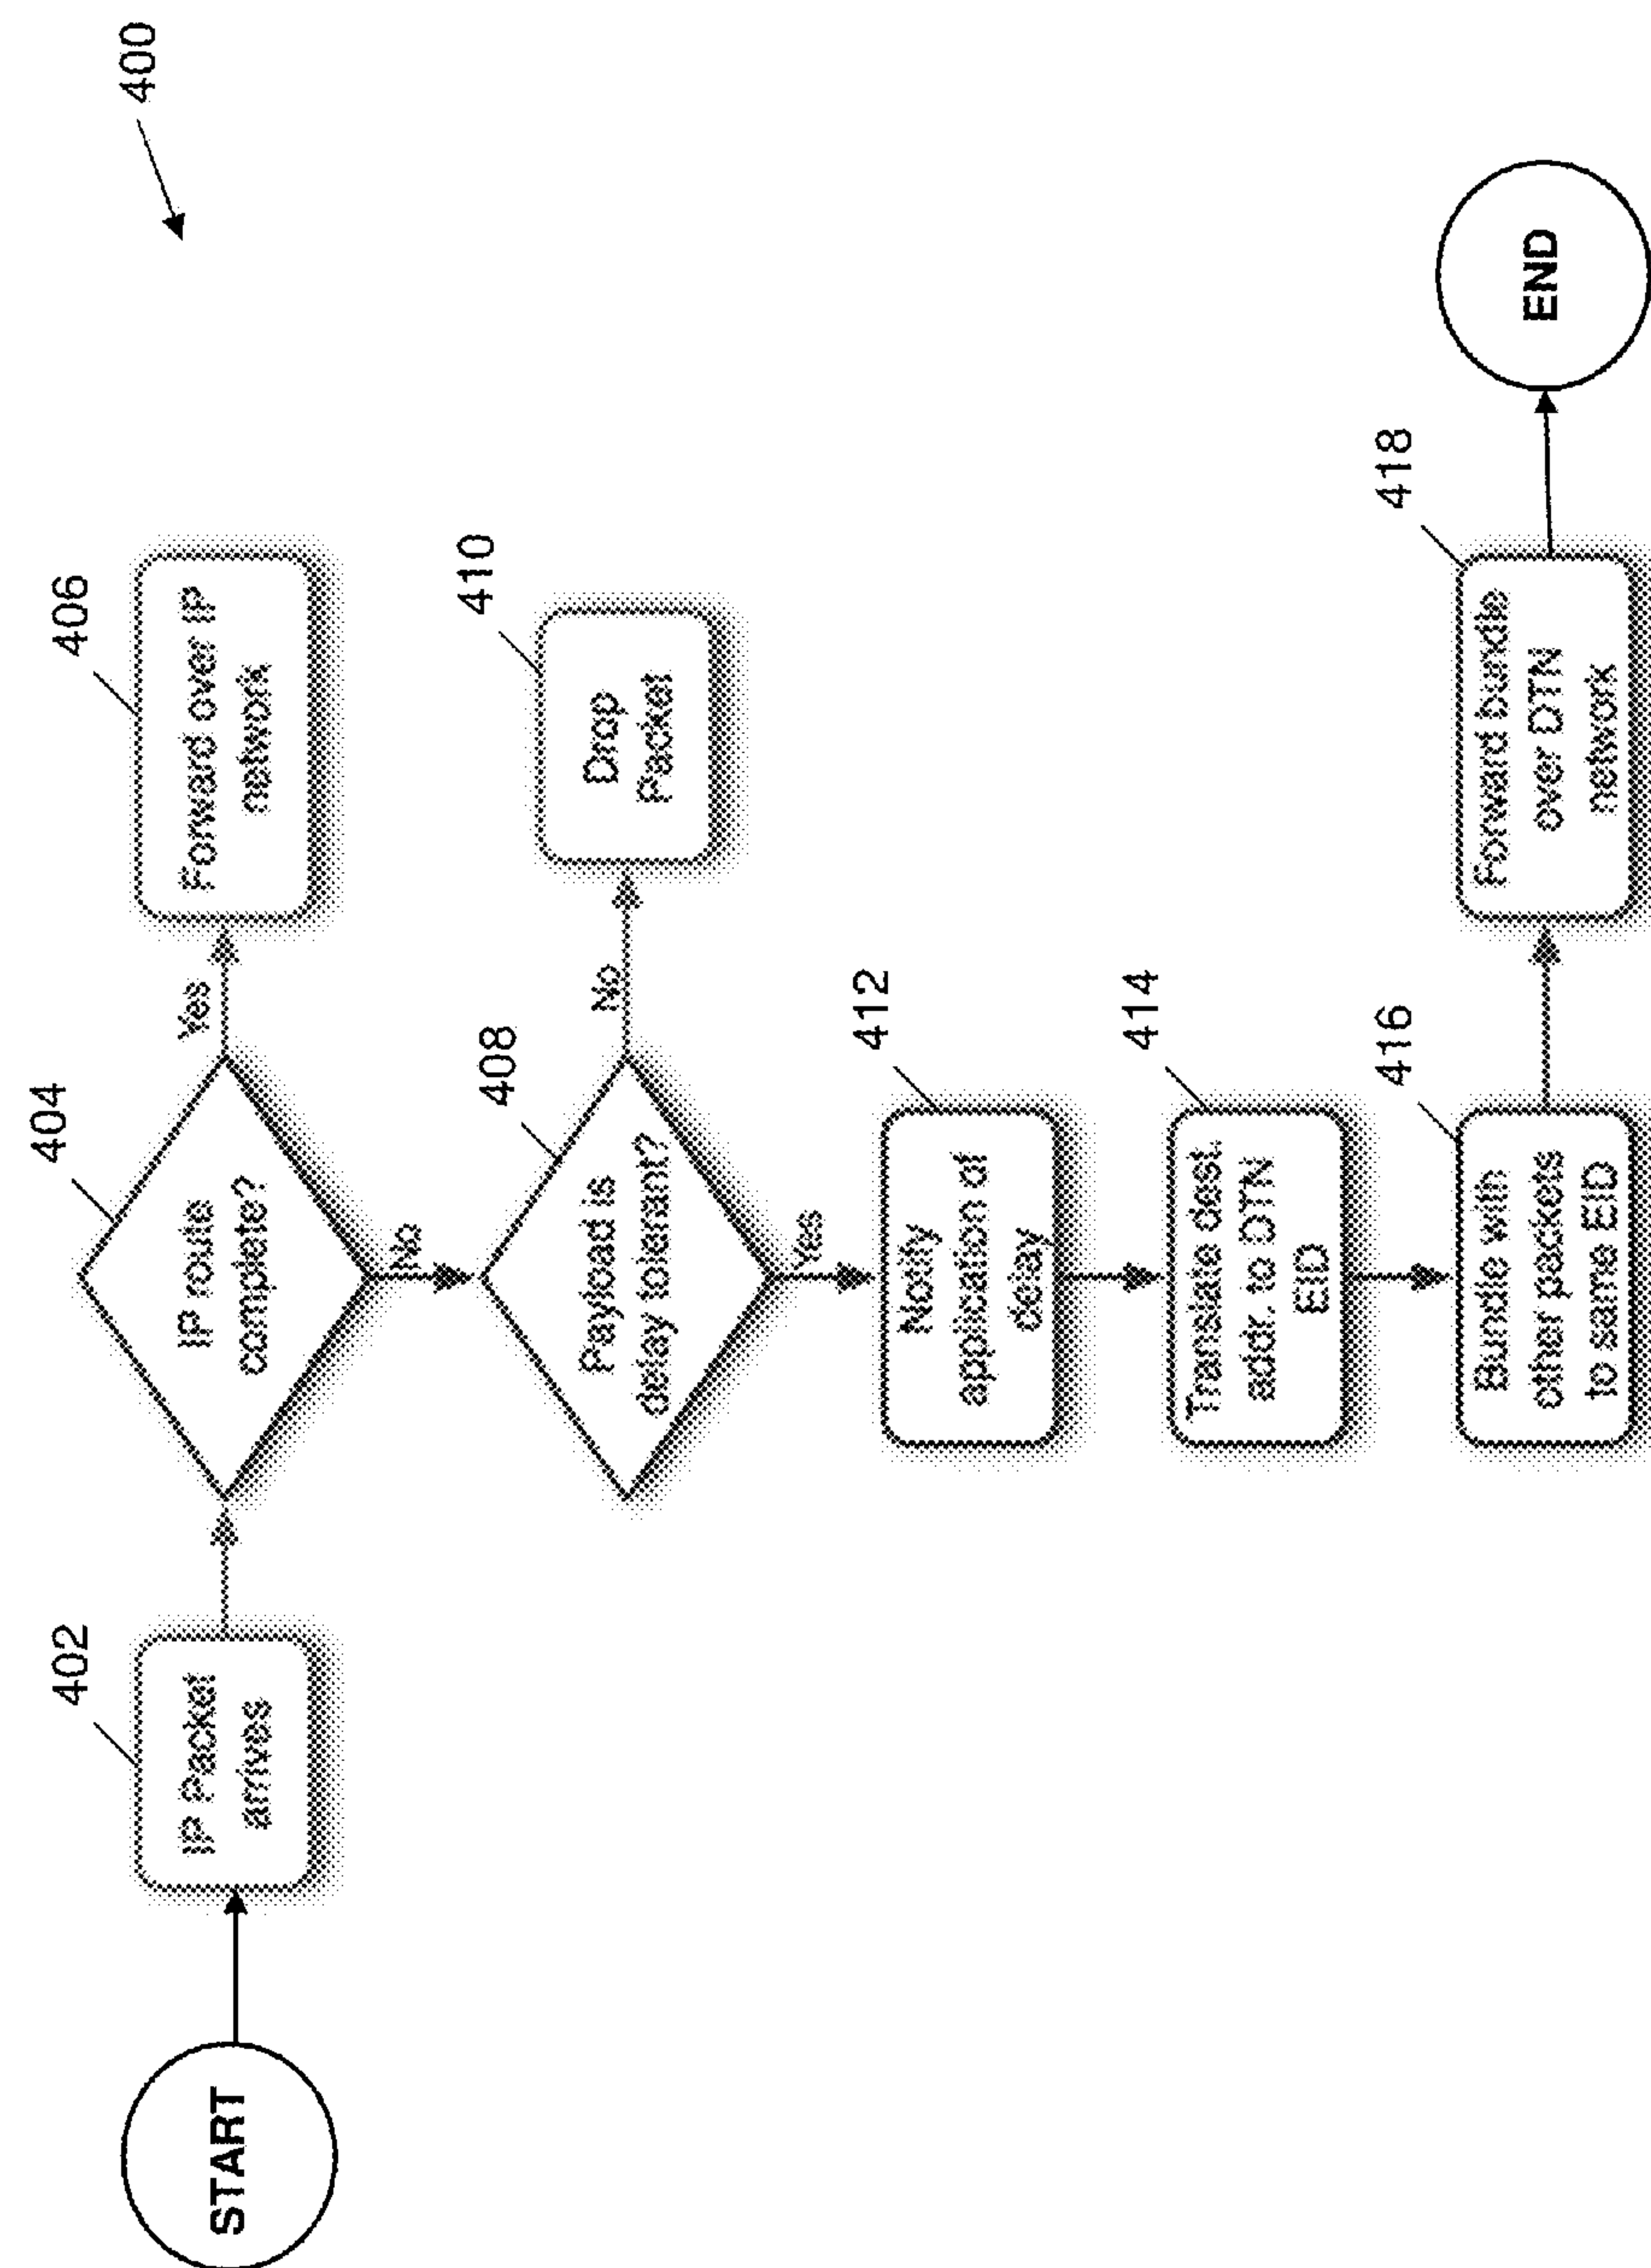 400
START
402
IP Packet
arrives
404
IP route
complete?
Yes
406
Forward over IP
network
No
408
Payload is
delay tolerant?
No
410
Drop
Packet
Yes
412
Notify
application of
delay
414
Translate dest.
addr. to DTN
EID
416
Bundle with
other packets
to same EID
418
Forward bundle
over DTN
network
END